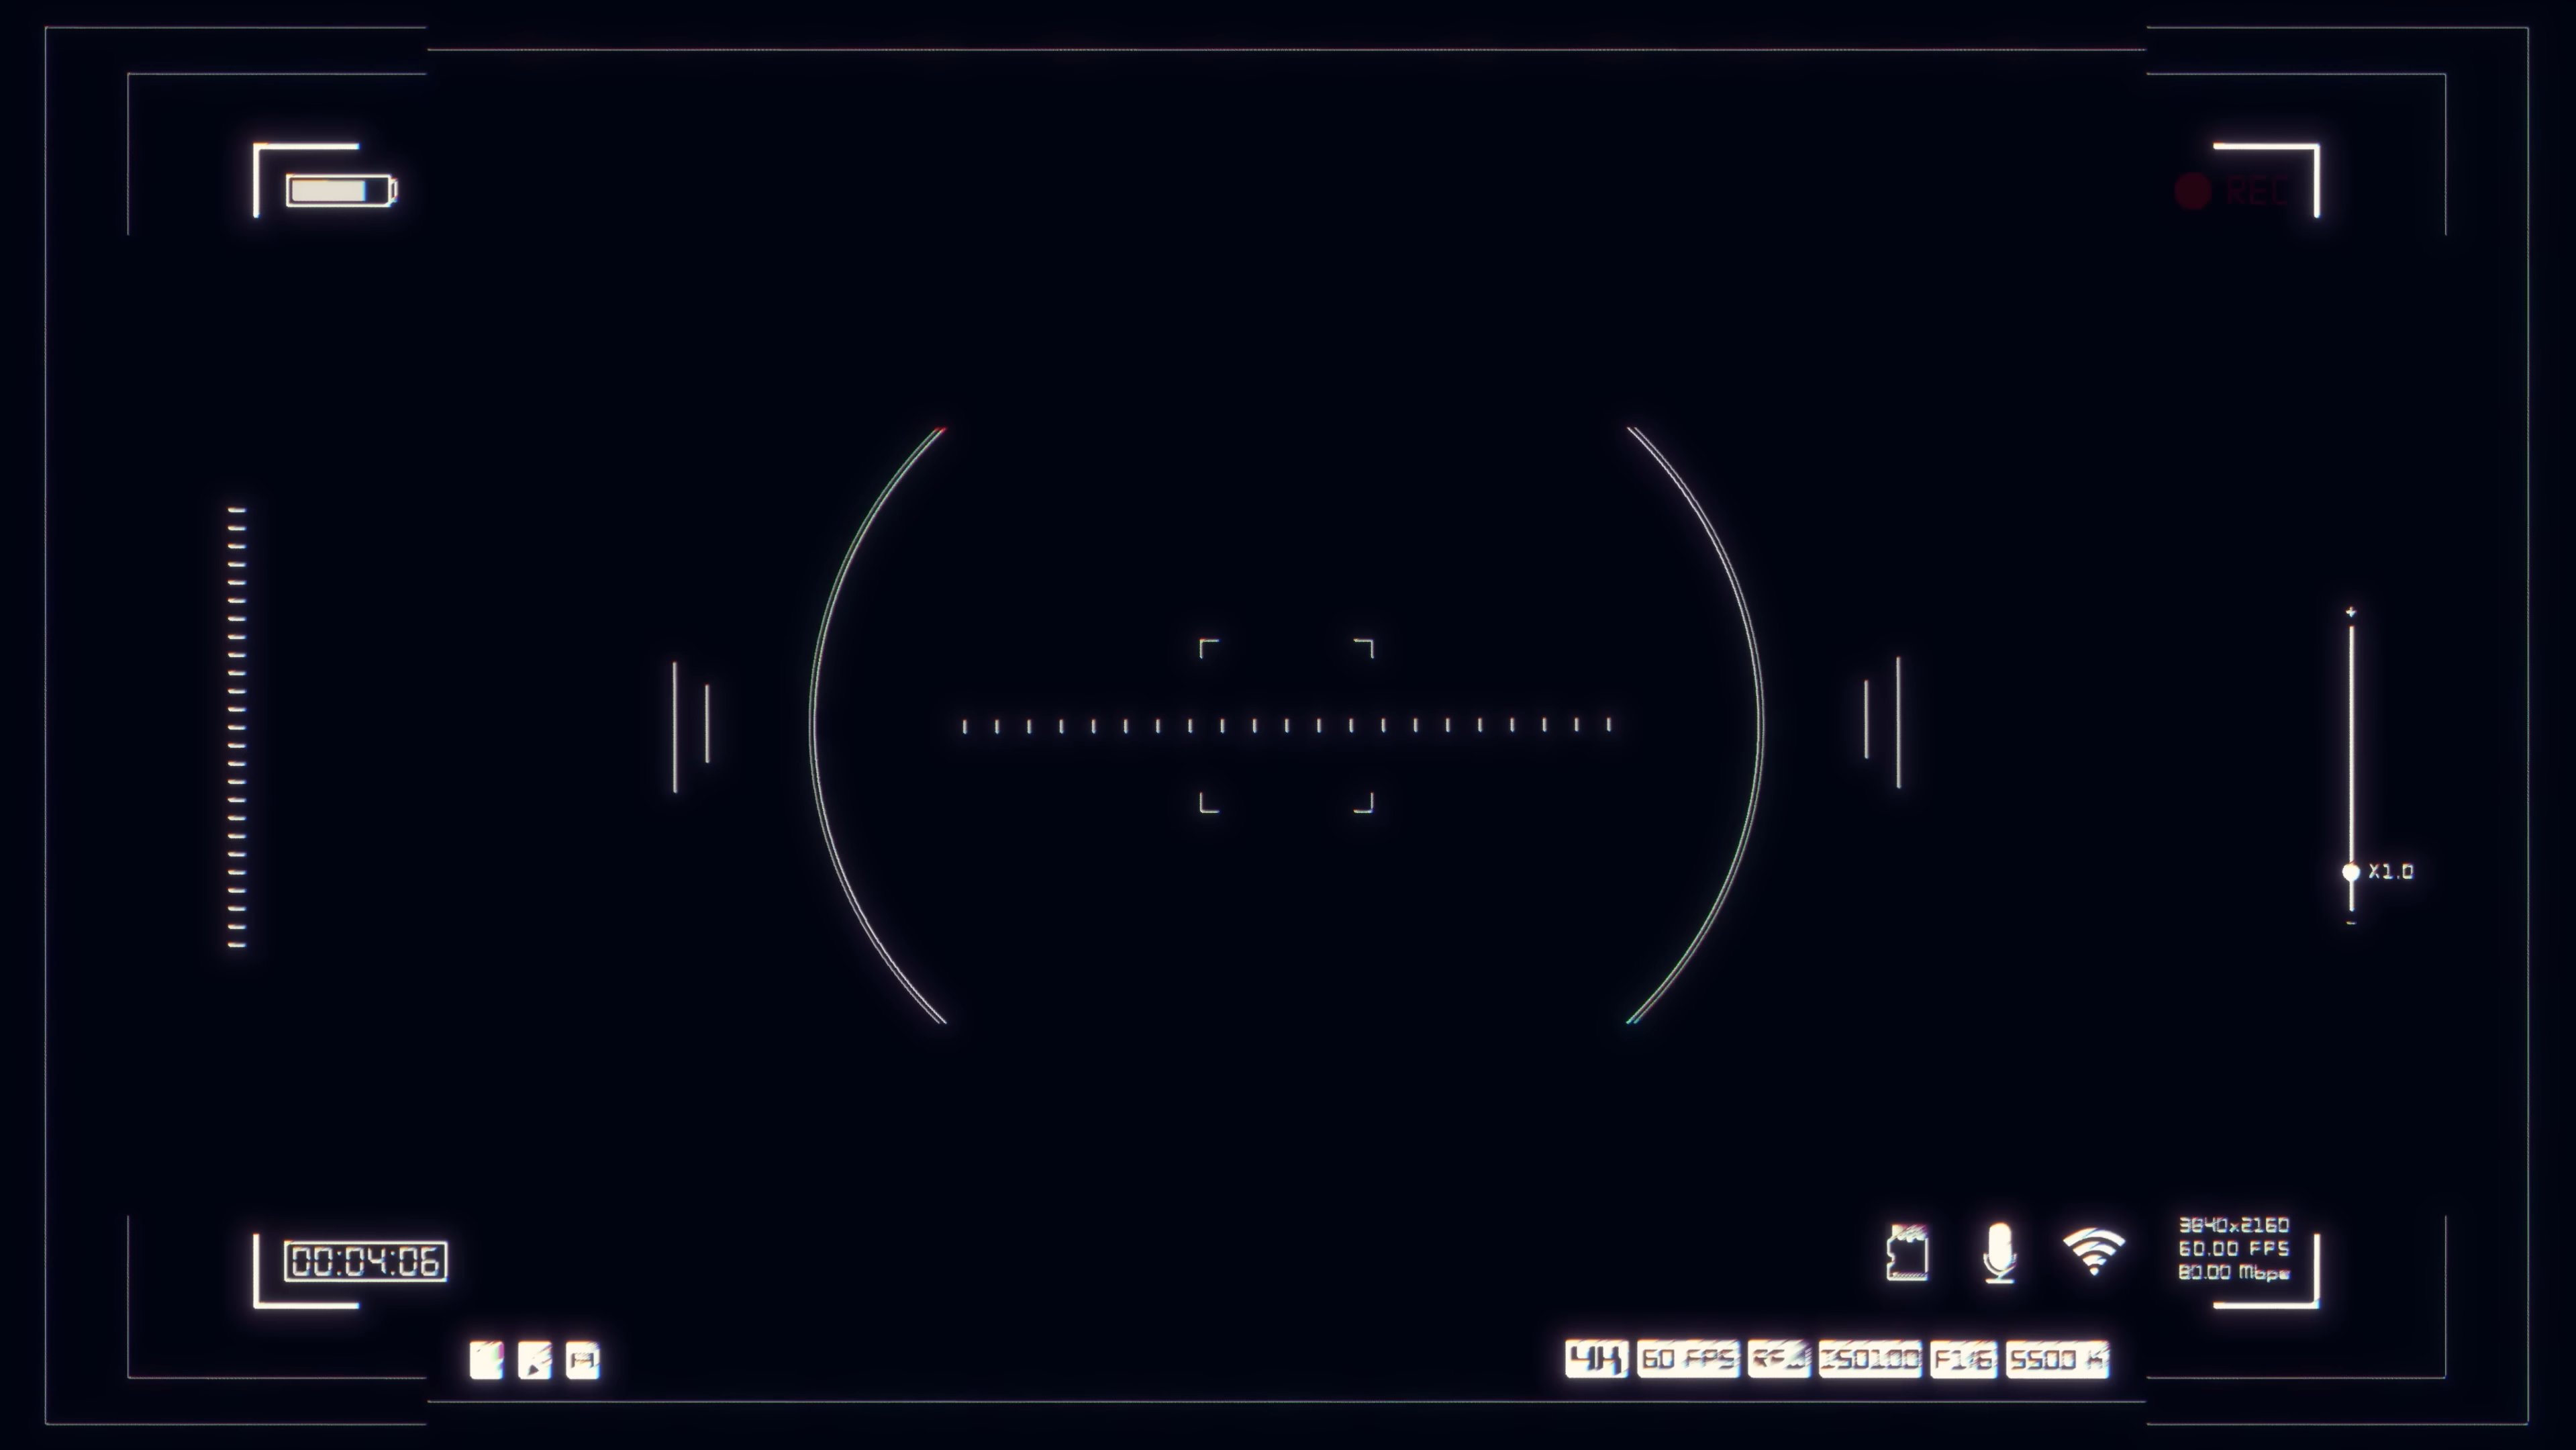 REC
X1.0
3840x2160
60.00 FPS
80.00 Mbps
00:04:06
A
4K
60 FPS
RAW
ISO100
F1/6
5500 K